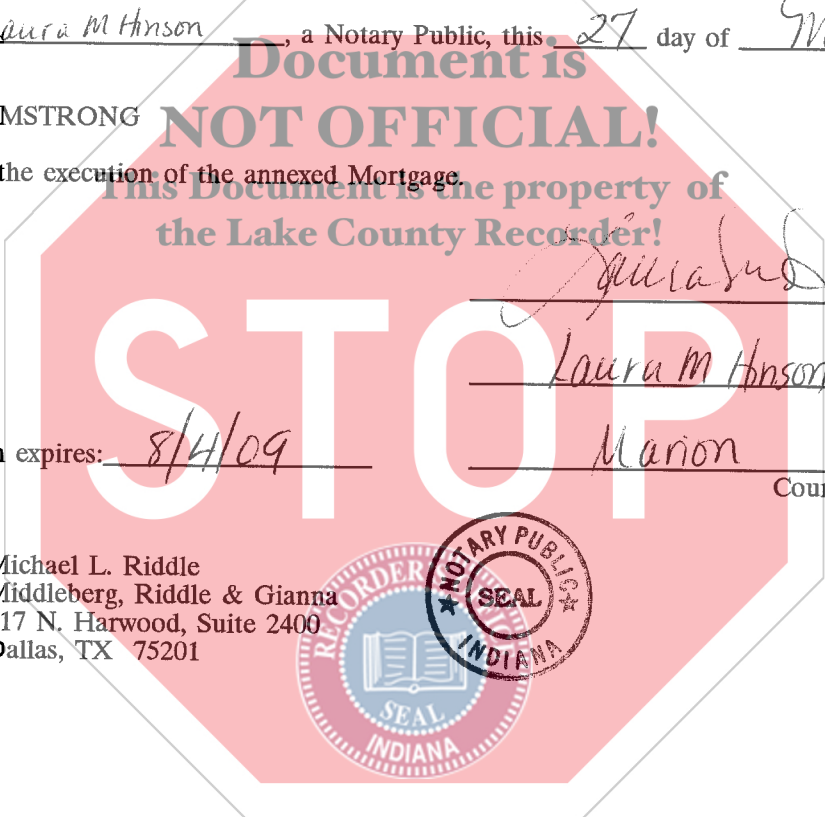 aura M Hinson, a Notary Public, this 27 day of M
Document is
MSTRONG
NOT OFFICIAL!
the execution of the annexed Mortgage.
This Document is the property of
the Lake County Recorder!
STOP
Laura M Hinson
n expires: 8/4/09
Marion
Coun
Michael L. Riddle
Middleberg, Riddle & Gianna
17 N. Harwood, Suite 2400
Dallas, TX 75201
NOTARY PUBLIC
SEAL
INDIANA
RECORDER
SEAL
INDIANA